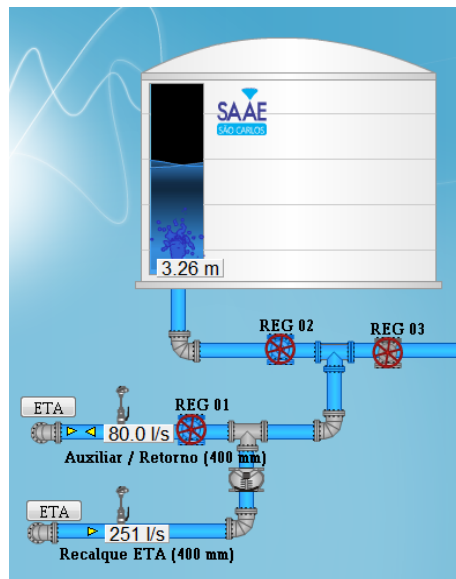 SAAE
SÃO CARLOS
3.26 m
REG 02
REG 03
ETA
REG 01
80.0 l/s
Auxiliar / Retorno (400 mm)
ETA
251 l/s
Recalque ETA (400 mm)